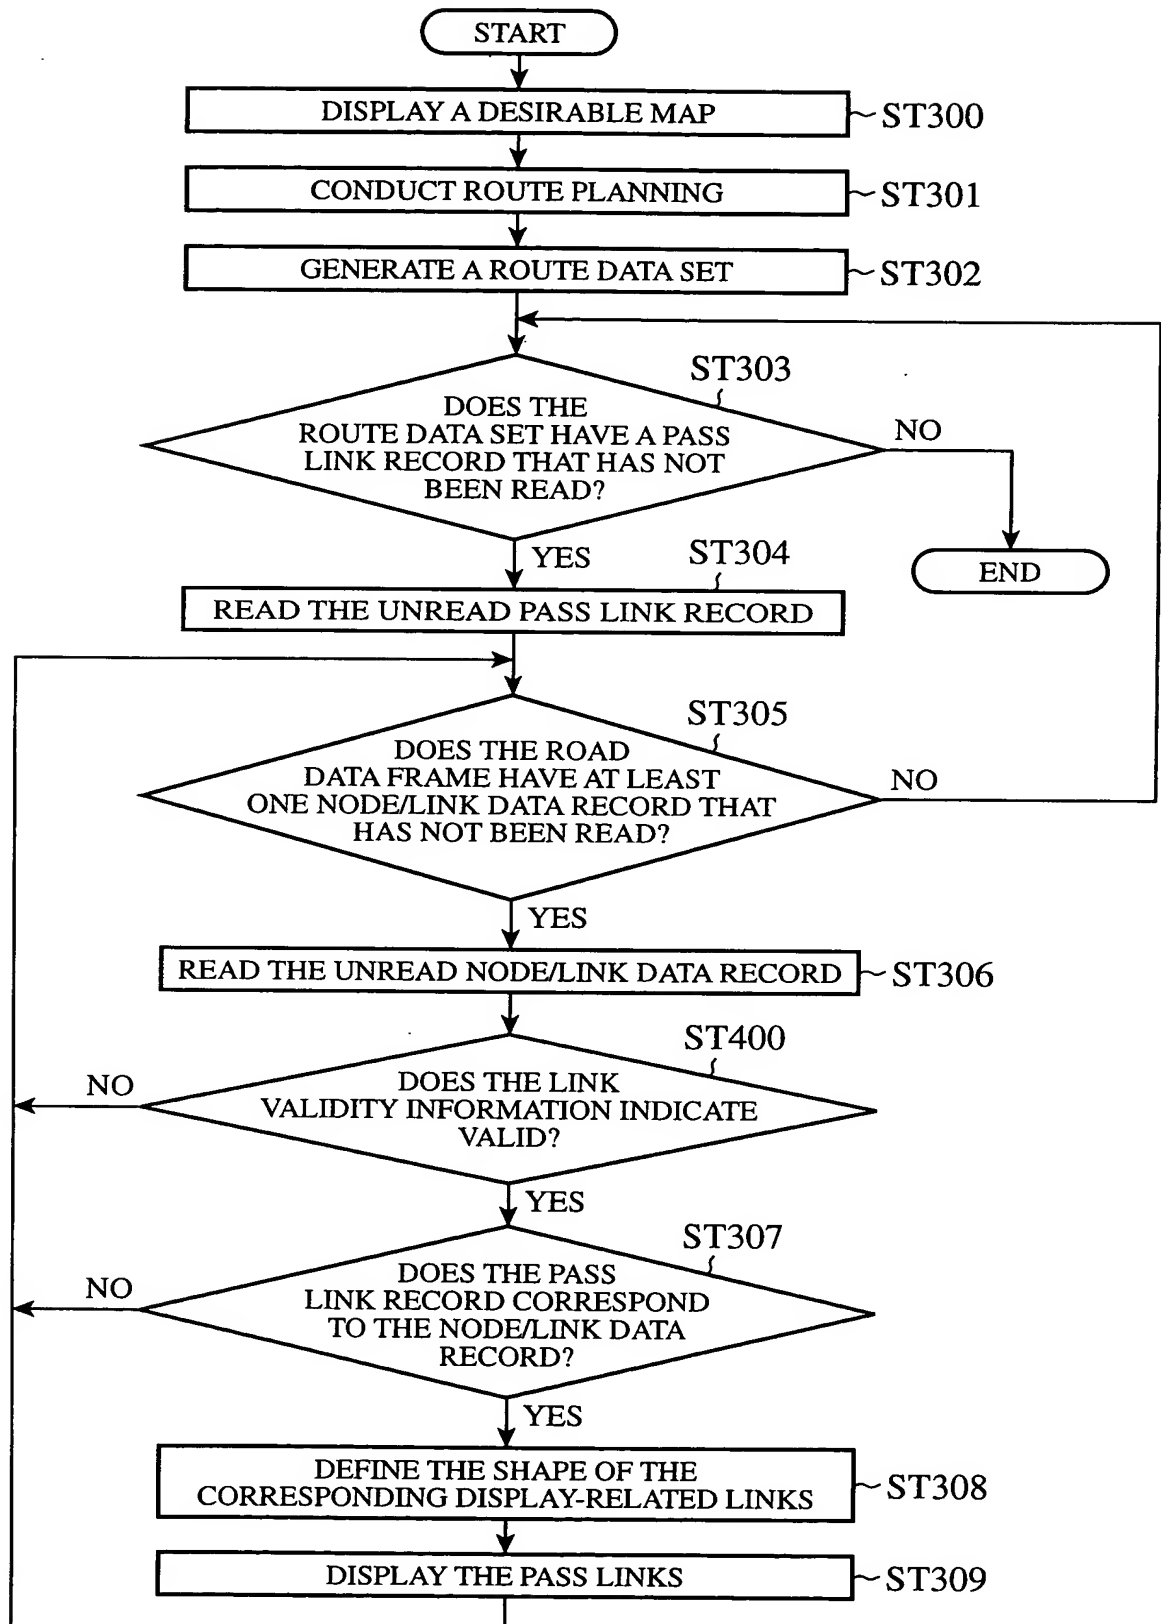 START
DISPLAY A DESIRABLE MAP
ST300
CONDUCT ROUTE PLANNING
ST301
GENERATE A ROUTE DATA SET
ST302
ST303
DOES THE
ROUTE DATA SET HAVE A PASS
LINK RECORD THAT HAS NOT
BEEN READ?
NO
YES
END
ST304
READ THE UNREAD PASS LINK RECORD
ST305
DOES THE ROAD
DATA FRAME HAVE AT LEAST
ONE NODE/LINK DATA RECORD THAT
HAS NOT BEEN READ?
NO
YES
READ THE UNREAD NODE/LINK DATA RECORD
ST306
ST400
DOES THE LINK
VALIDITY INFORMATION INDICATE
VALID?
NO
YES
ST307
DOES THE PASS
LINK RECORD CORRESPOND
TO THE NODE/LINK DATA
RECORD?
NO
YES
DEFINE THE SHAPE OF THE
CORRESPONDING DISPLAY-RELATED LINKS
ST308
DISPLAY THE PASS LINKS
ST309